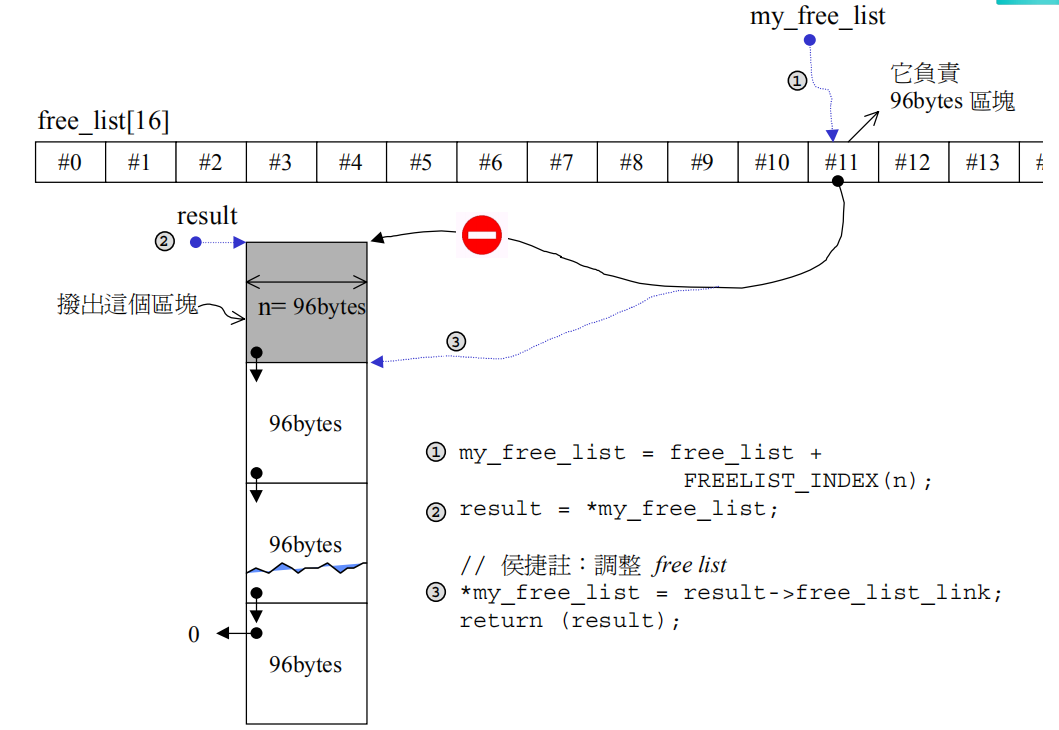 my_free_list
①
它負責
96bytes 區塊
free_list[16]
#0 #1 #2 #3 #4 #5 #6 #7 #8 #9 #10 #11 #12 #13 #
result
②
撥出這個區塊
n= 96bytes
③
96bytes
96bytes
0
96bytes
① my_free_list = free_list +
FREELIST_INDEX(n);
② result = *my_free_list;
// 侯捷註：調整 free list
③ *my_free_list = result->free_list_link;
return (result);